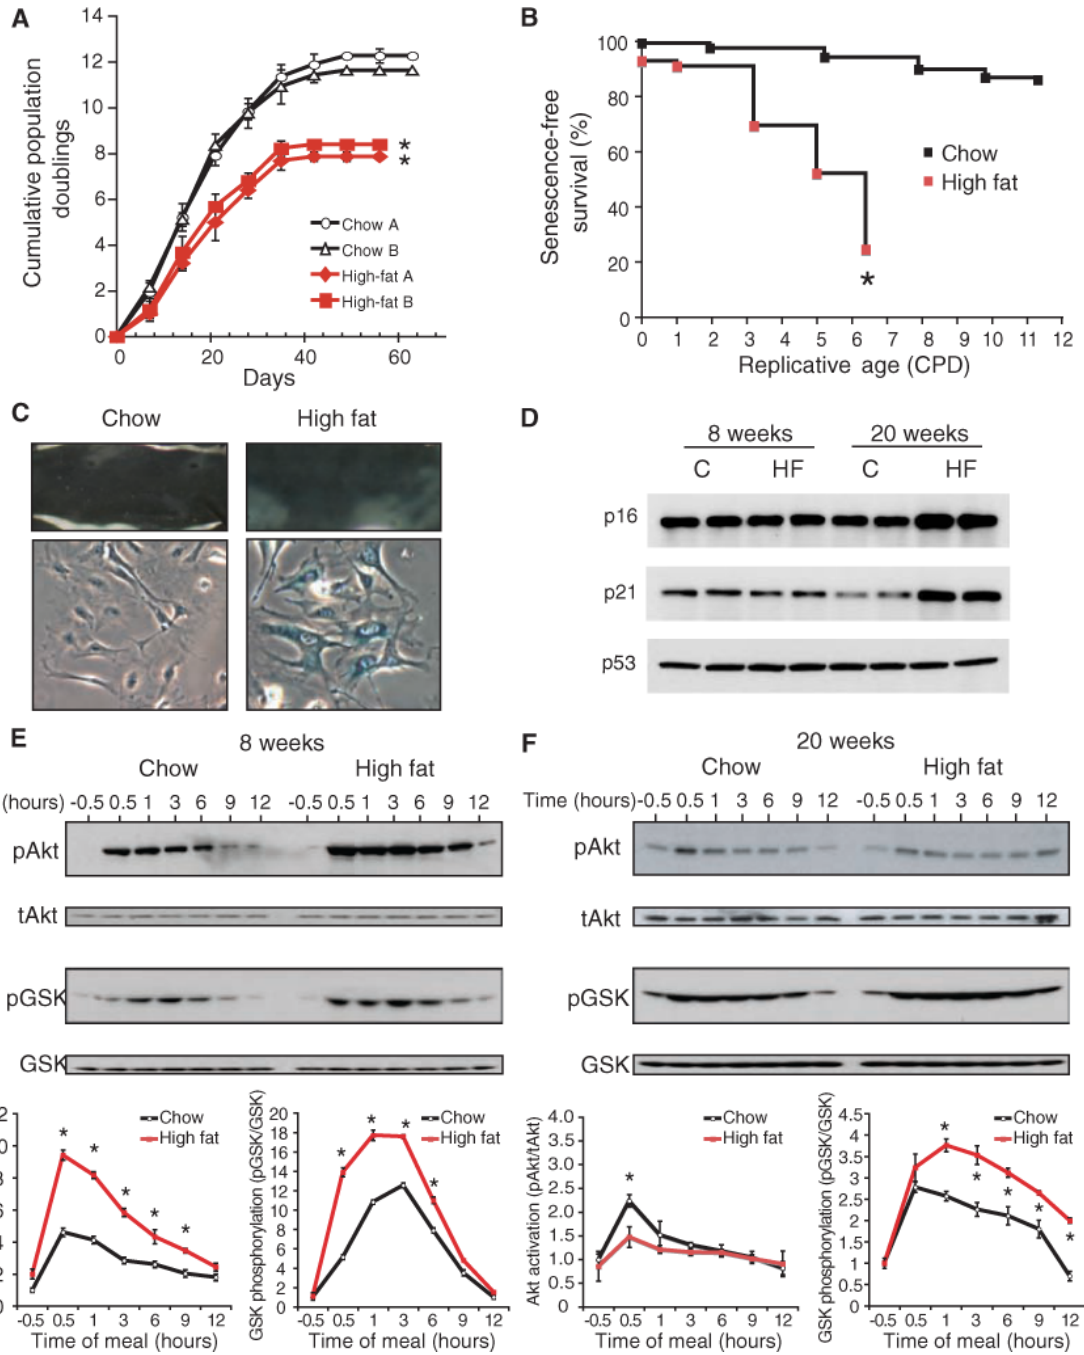 A
Cumulative population
doublings
14
12
10
8
6
4
2
0
*
*
Chow A
Chow B
High-fat A
High-fat B
0 20 40 60
Days
B
Senescence-free
survival (%)
100
80
60
40
20
0
Chow
High fat
*
0 1 2 3 4 5 6 7 8 9 10 11 12
Replicative age (CPD)
C
Chow High fat
D
8 weeks 20 weeks
C HF C HF
p16
p21
p53
E
8 weeks
Chow High fat
(hours) -0.5 0.5 1 3 6 9 12 -0.5 0.5 1 3 6 9 12
pAkt
tAkt
pGSK
GSK
2
0
8
6
4
2
0
Chow
High fat
* * * * *
-0.5 0.5 1 3 6 9 12
Time of meal (hours)
GSK phosphorylation (pGSK/GSK)
20
18
16
14
12
10
8
6
4
2
0
Chow
High fat
* * * *
-0.5 0.5 1 3 6 9 12
Time of meal (hours)
F
20 weeks
Chow High fat
Time (hours) -0.5 0.5 1 3 6 9 12 -0.5 0.5 1 3 6 9 12
pAkt
tAkt
pGSK
GSK
Akt activation (pAkt/tAkt)
4.0
3.5
3.0
2.5
2.0
1.5
1.0
0.5
0
Chow
High fat
*
-0.5 0.5 1 3 6 9 12
Time of meal (hours)
GSK phosphorylation (pGSK/GSK)
4.5
4
3.5
3
2.5
2
1.5
1
0.5
0
Chow
High fat
* * * * *
-0.5 0.5 1 3 6 9 12
Time of meal (hours)